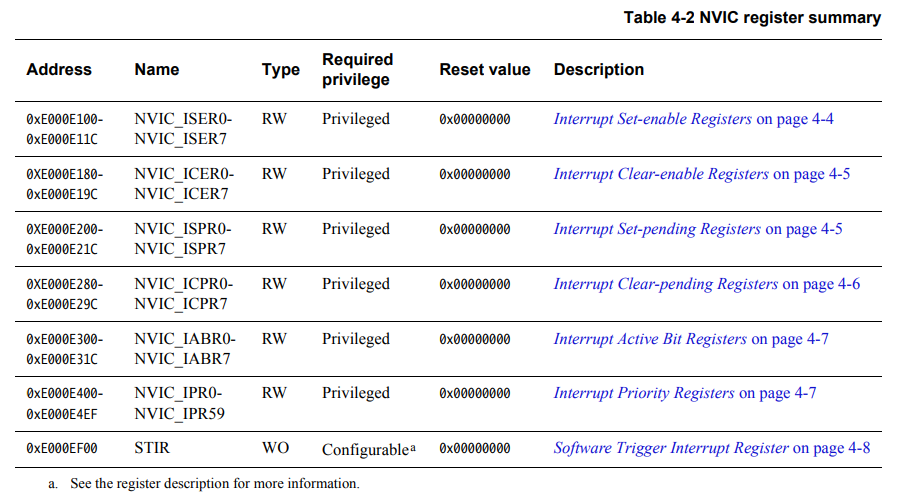 Table 4-2 NVIC register summary
Address Name Type Required privilege Reset value Description
0xE000E100- NVIC_ISER0- RW Privileged 0x00000000 Interrupt Set-enable Registers on page 4-4
0xE000E11C NVIC_ISER7
0XE000E180- NVIC_ICER0- RW Privileged 0x00000000 Interrupt Clear-enable Registers on page 4-5
0xE000E19C NVIC_ICER7
0XE000E200- NVIC_ISPR0- RW Privileged 0x00000000 Interrupt Set-pending Registers on page 4-5
0xE000E21C NVIC_ISPR7
0XE000E280- NVIC_ICPR0- RW Privileged 0x00000000 Interrupt Clear-pending Registers on page 4-6
0xE000E29C NVIC_ICPR7
0xE000E300- NVIC_IABR0- RW Privileged 0x00000000 Interrupt Active Bit Registers on page 4-7
0xE000E31C NVIC_IABR7
0xE000E400- NVIC_IPR0- RW Privileged 0x00000000 Interrupt Priority Registers on page 4-7
0xE000E4EF NVIC_IPR59
0xE000EF00 STIR WO Configurable a 0x00000000 Software Trigger Interrupt Register on page 4-8
a. See the register description for more information.